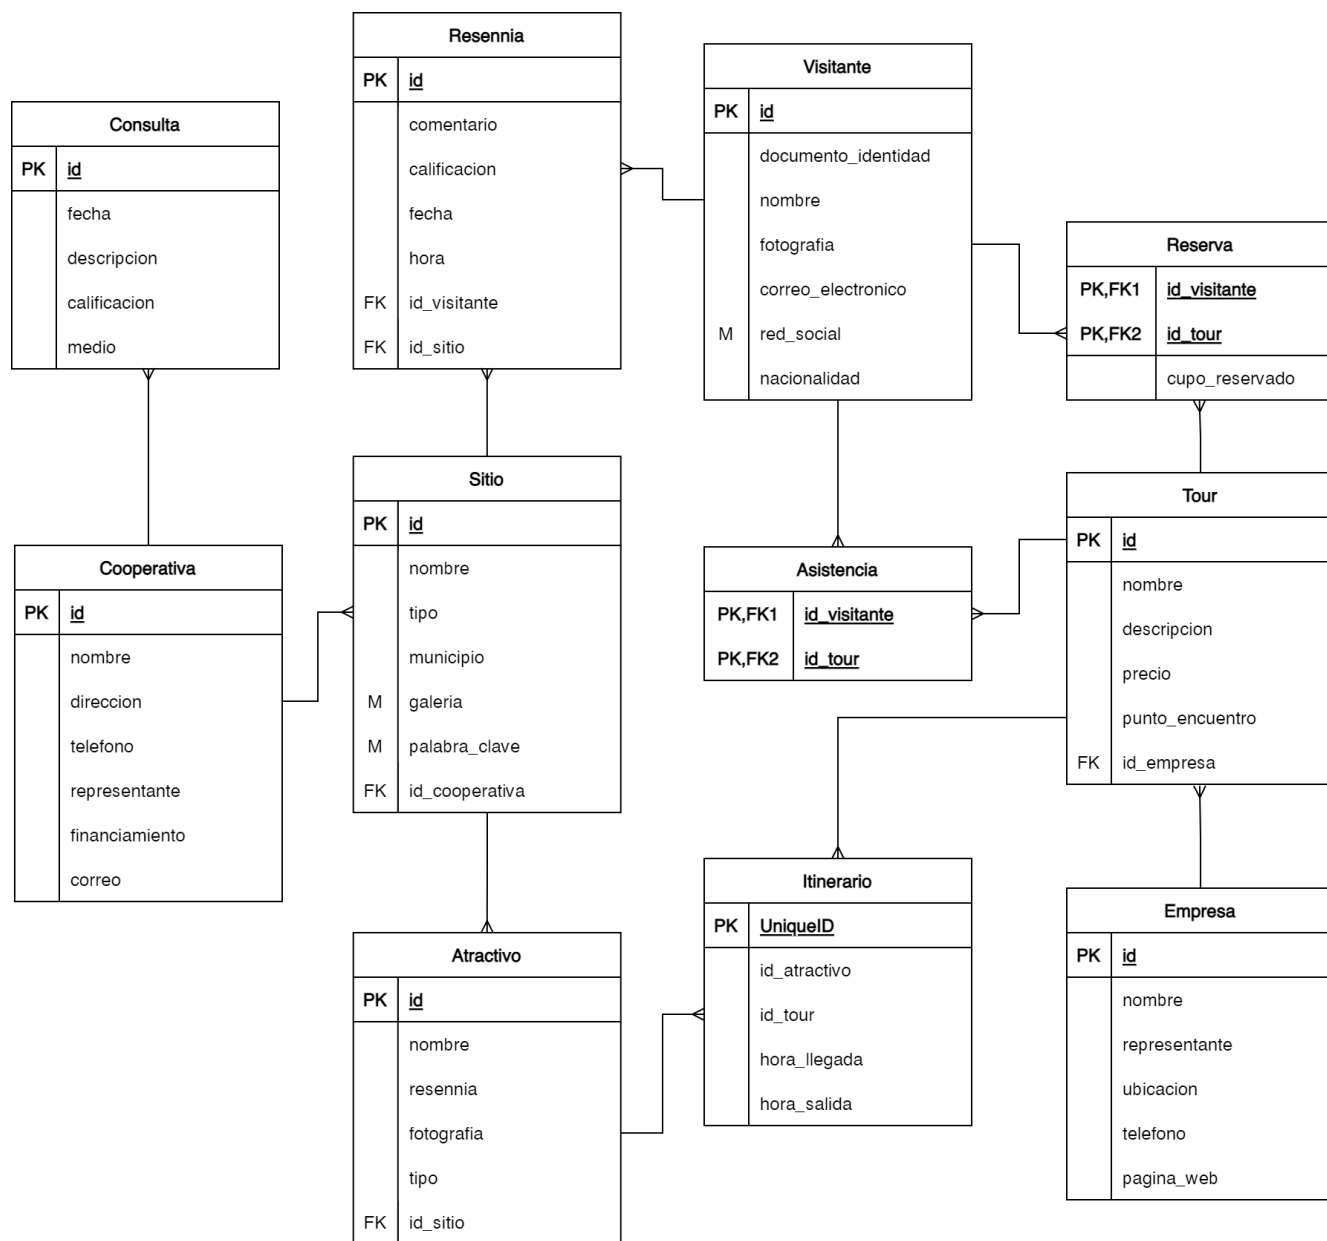 Consulta
PK id
fecha
descripcion
calificacion
medio
Cooperativa
PK id
nombre
direccion
telefono
representante
financiamiento
correo
Resennia
PK id
comentario
calificacion
fecha
hora
FK id_visitante
FK id_sitio
Sitio
PK id
nombre
tipo
municipio
M galeria
M palabra_clave
FK id_cooperativa
Atractivo
PK id
nombre
resennia
fotografia
tipo
FK id_sitio
Visitante
PK id
documento_identidad
nombre
fotografia
correo_electronico
M red_social
nacionalidad
Asistencia
PK,FK1 id_visitante
PK,FK2 id_tour
Itinerario
PK UniqueID
id_atractivo
id_tour
hora_llegada
hora_salida
Reserva
PK,FK1 id_visitante
PK,FK2 id_tour
cupo_reservado
Tour
PK id
nombre
descripcion
precio
punto_encuentro
FK id_empresa
Empresa
PK id
nombre
representante
ubicacion
telefono
pagina_web